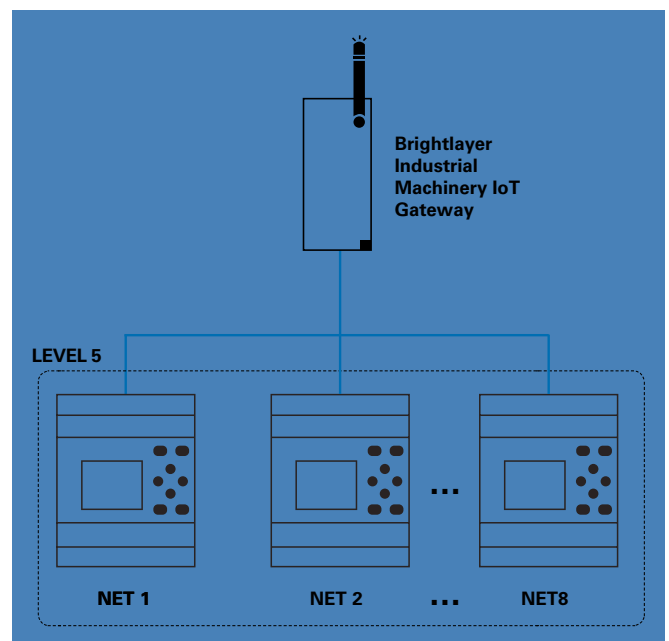 Brightlayer
Industrial
Machinery IoT
Gateway
LEVEL 5
...
NET 1 NET 2 ... NET8